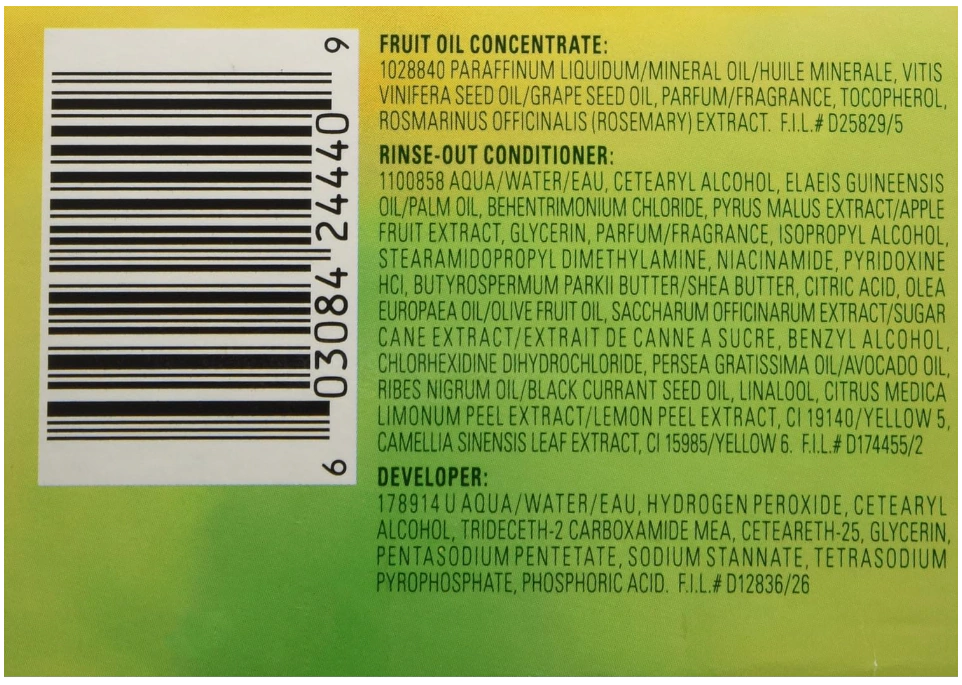 6 03084 24440 9
FRUIT OIL CONCENTRATE:
1028840 PARAFFINUM LIQUIDUM/MINERAL OIL/HUILE MINERALE, VITIS
VINIFERA SEED OIL/GRAPE SEED OIL, PARFUM/FRAGRANCE, TOCOPHEROL,
ROSMARINUS OFFICINALIS (ROSEMARY) EXTRACT. F.I.L.# D25829/5
RINSE-OUT CONDITIONER:
1100858 AQUA/WATER/EAU, CETEARYL ALCOHOL, ELAEIS GUINEENSIS
OIL/PALM OIL, BEHENTRIMONIUM CHLORIDE, PYRUS MALUS EXTRACT/APPLE
FRUIT EXTRACT, GLYCERIN, PARFUM/FRAGRANCE, ISOPROPYL ALCOHOL,
STEARAMIDOPROPYL DIMETHYLAMINE, NIACINAMIDE, PYRIDOXINE
HCI, BUTYROSPERMUM PARKII BUTTER/SHEA BUTTER, CITRIC ACID, OLEA
EUROPAEA OIL/OLIVE FRUIT OIL, SACCHARUM OFFICINARUM EXTRACT/SUGAR
CANE EXTRACT/EXTRAIT DE CANNE A SUCRE, BENZYL ALCOHOL,
CHLORHEXIDINE DIHYDROCHLORIDE, PERSEA GRATISSIMA OIL/AVOCADO OIL,
RIBES NIGRUM OIL/BLACK CURRANT SEED OIL, LINALOOL, CITRUS MEDICA
LIMONUM PEEL EXTRACT/LEMON PEEL EXTRACT, CI 19140/YELLOW 5,
CAMELLIA SINENSIS LEAF EXTRACT, CI 15985/YELLOW 6. F.I.L.# D174455/2
DEVELOPER:
178914 U AQUA/WATER/EAU, HYDROGEN PEROXIDE, CETEARYL
ALCOHOL, TRIDECETH-2 CARBOXAMIDE MEA, CETEARETH-25, GLYCERIN,
PENTASODIUM PENTETATE, SODIUM STANNATE, TETRASODIUM
PYROPHOSPHATE, PHOSPHORIC ACID. F.I.L.# D12836/26